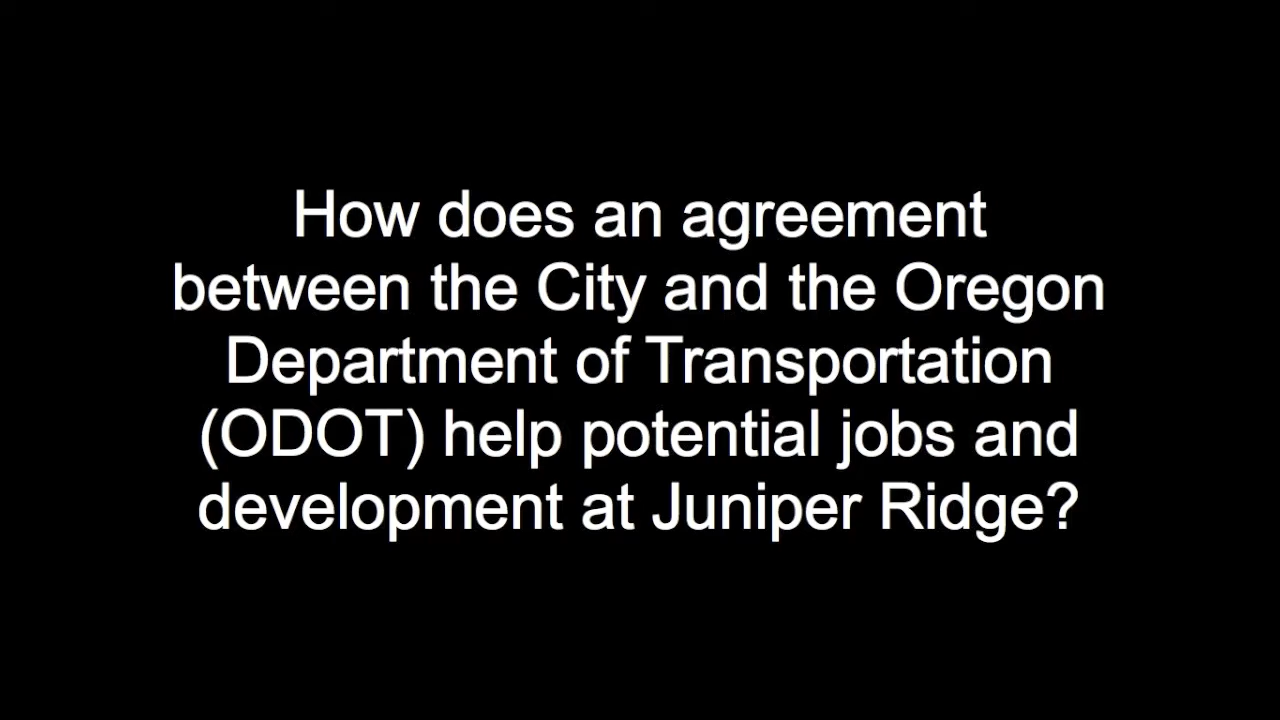 How does an agreement
between the City and the Oregon
Department of Transportation
(ODOT) help potential jobs and
development at Juniper Ridge?